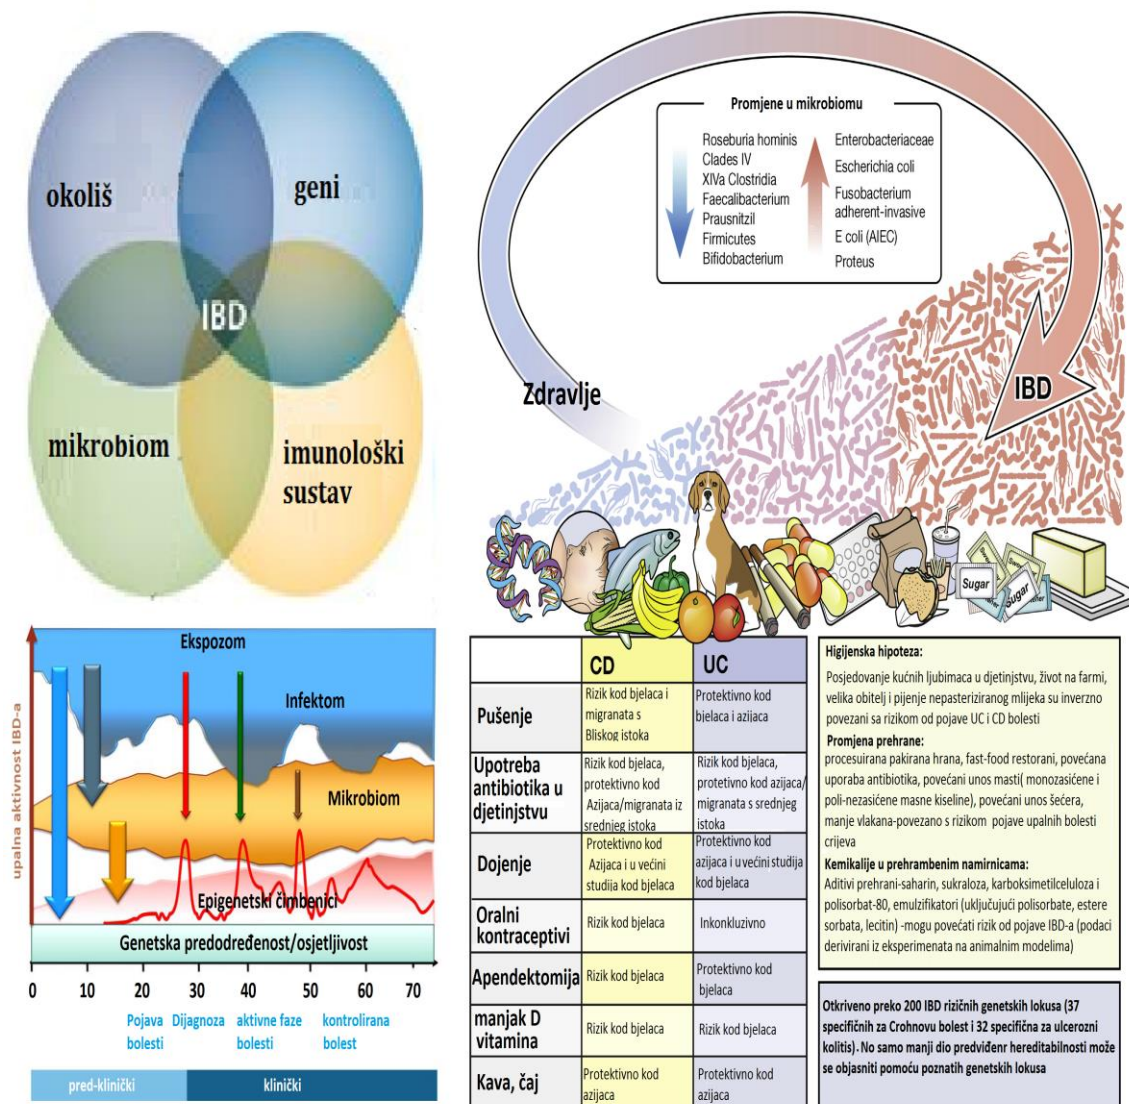 okoliš
geni
IBD
mikrobiom
imunološki
sustav
Promjene u mikrobiomu
Roseburia hominis
Clades IV
XIVa Clostridia
Faecalibacterium
Prausnitzil
Firmicutes
Bifidobacterium
Enterobacteriaceae
Escherichia coli
Fusobacterium
adherent-invasive
E coli (AIEC)
Proteus
Zdravlje
IBD
Sugar
Sugar
upalna aktivnost IBD-a
Ekspozom
Infektom
Mikrobiom
Epigenetski čimbenici
Genetska predodređenost/osjetljivost
0 10 20 30 40 50 60 70
Pojava
bolesti
Dijagnoza
aktivne faze
bolesti
kontrolirana
bolest
pred-klinički
klinički
CD
UC
Pušenje
Rizik kod bjelaca i
migranata s
Bliskog istoka
Protektivno kod
bjelaca i azijaca
Upotreba
antibiotika u
djetinjstvu
Rizik kod bjelaca,
protektivno kod
Azijaca/migranata iz
srednjeg istoka
Rizik kod bjelaca,
protetivno kod azijaca/
migranata s srednjeg
istoka
Dojenje
Protektivno kod
Azijaca i u većini
studija kod bjelaca
Protektivno kod
azijaca i u većini studija
kod bjelaca
Oralni
kontraceptivi
Rizik kod bjelaca
Inkonkluzivno
Apendektomija
Rizik kod bjelaca
Protektivno kod
bjelaca
manjak D
vitamina
Rizik kod bjelaca
Rizik kod bjelaca
Kava, čaj
Protektivno kod
azijaca
Protektivno kod
azijaca
Higijenska hipoteza:
Posjedovanje kućnih ljubimaca u djetinjstvu, život na farmi,
velika obitelj i pijenje nepasteriziranog mlijeka su inverzno
povezani sa rizikom od pojave UC i CD bolesti
Promjena prehrane:
procesuirana pakirana hrana, fast-food restorani, povećana
uporaba antibiotika, povećani unos masti( monozasićene i
poli-nezasićene masne kiseline), povećani unos šećera,
manje vlakana-povezano s rizikom pojave upalnih bolesti
crijeva
Kemikalije u prehrambenim namirnicama:
Aditivi prehrani-saharin, sukraloza, karboksimetilceluloza i
polisorbat-80, emulzifikatori (uključujući polisorbate, estere
sorbata, lecitin) -mogu povećati rizik od pojave IBD-a (podaci
derivirani iz eksperimenata na animalnim modelima)
Otkriveno preko 200 IBD rizičnih genetskih lokusa (37
specifičnih za Crohnovu bolest i 32 specifična za ulcerozni
kolitis). No samo manji dio predviđenr hereditabilnosti može
se objasniti pomoću poznatih genetskih lokusa